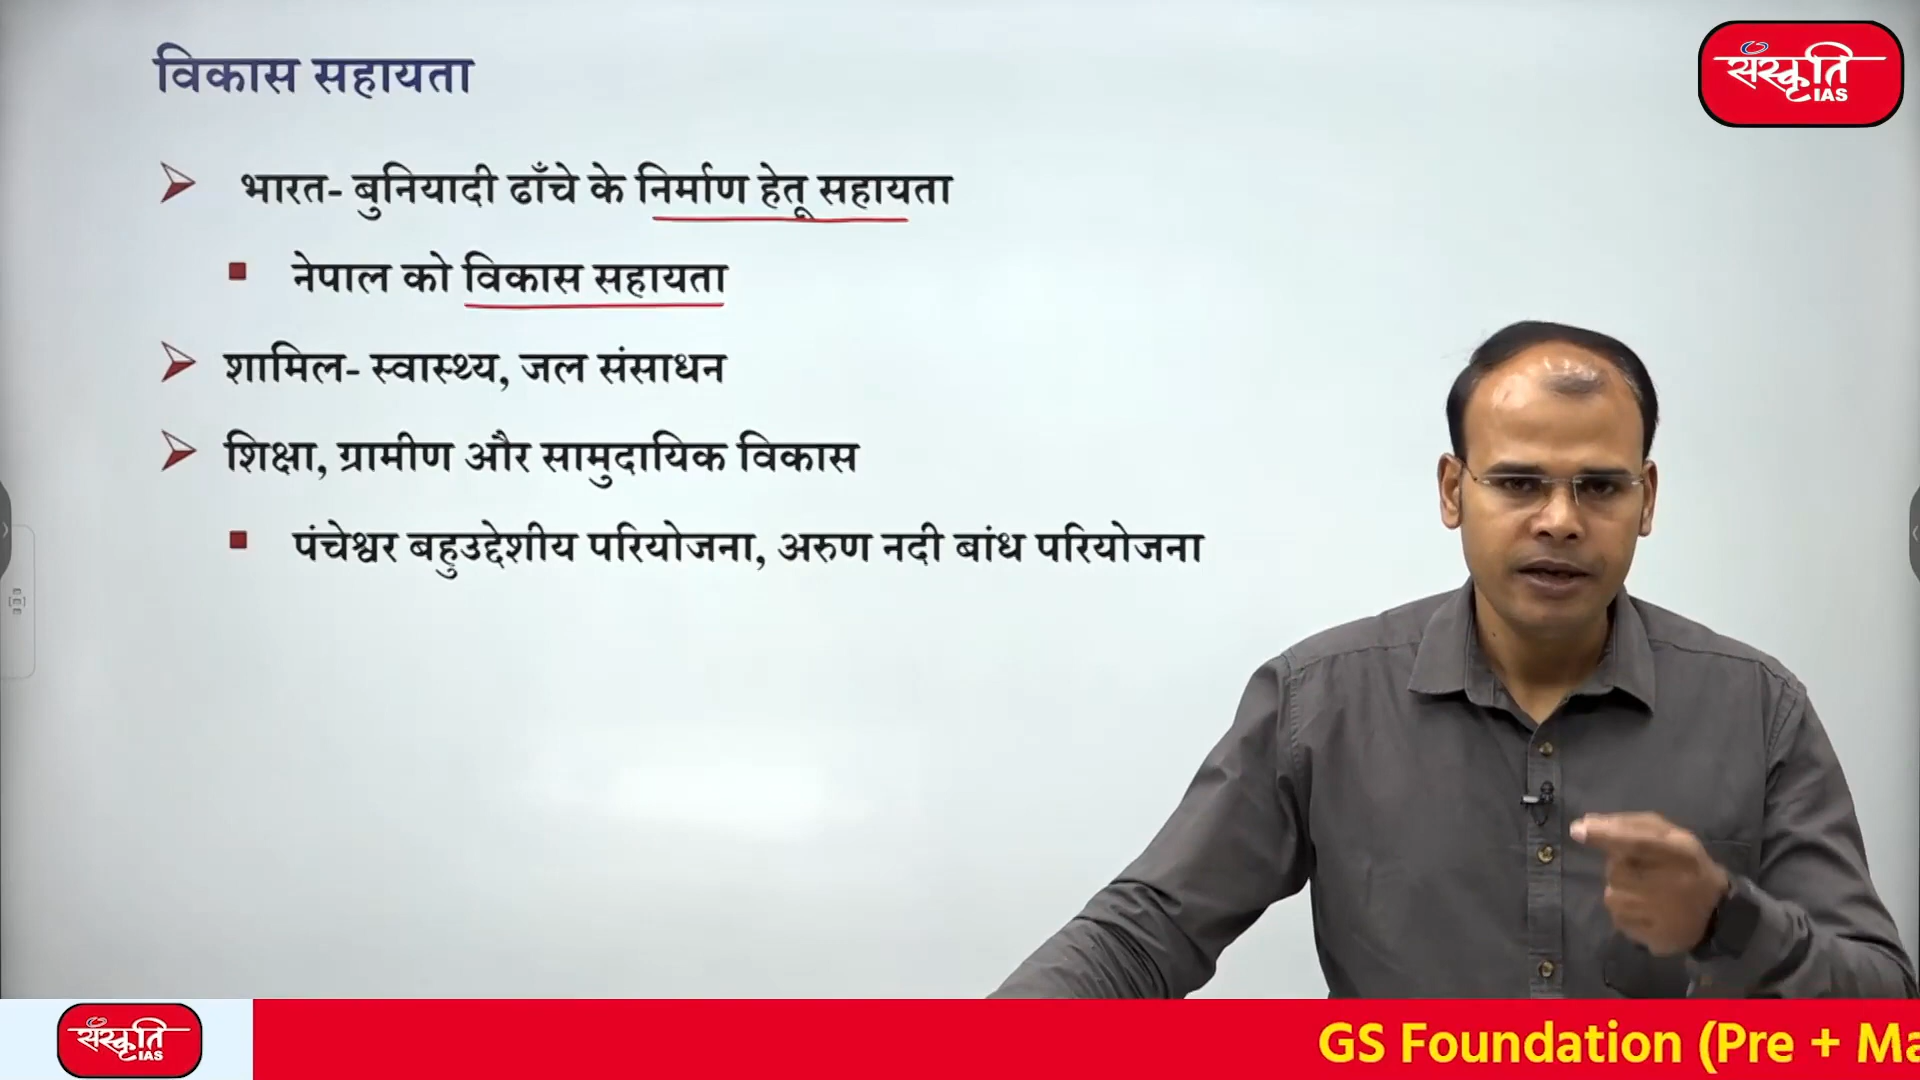 विकास सहायता
संस्कृति
IAS
भारत- बुनियादी ढाँचे के निर्माण हेतू सहायता
नेपाल को विकास सहायता
शामिल- स्वास्थ्य, जल संसाधन
शिक्षा, ग्रामीण और सामुदायिक विकास
पंचेश्वर बहुउद्देशीय परियोजना, अरुण नदी बांध परियोजना
संस्कृति
IAS
GS Foundation (Pre + Ma